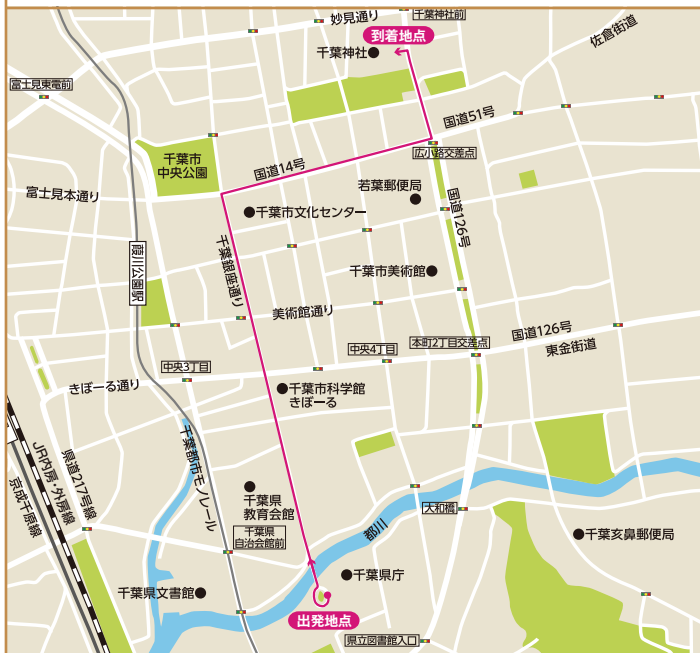 妙見通り
千葉神社前
到着地点
千葉神社
佐倉街道
富士見東電前
国道51号
広小路交差点
千葉市
中央公園
国道14号
富士見本通り
若葉郵便局
千葉市文化センター
国道126号
千葉銀座通り
葭川公園駅
千葉市美術館
美術館通り
国道126号
本町2丁目交差点
中央4丁目
東金街道
中央3丁目
きぼーる通り
千葉市科学館
きぼーる
千葉都市モノレール
県道217号線
JR内房・外房線
京成千原線
千葉県
教育会館
大和橋
都川
千葉県
自治会館前
千葉亥鼻郵便局
千葉県庁
千葉県文書館
出発地点
県立図書館入口